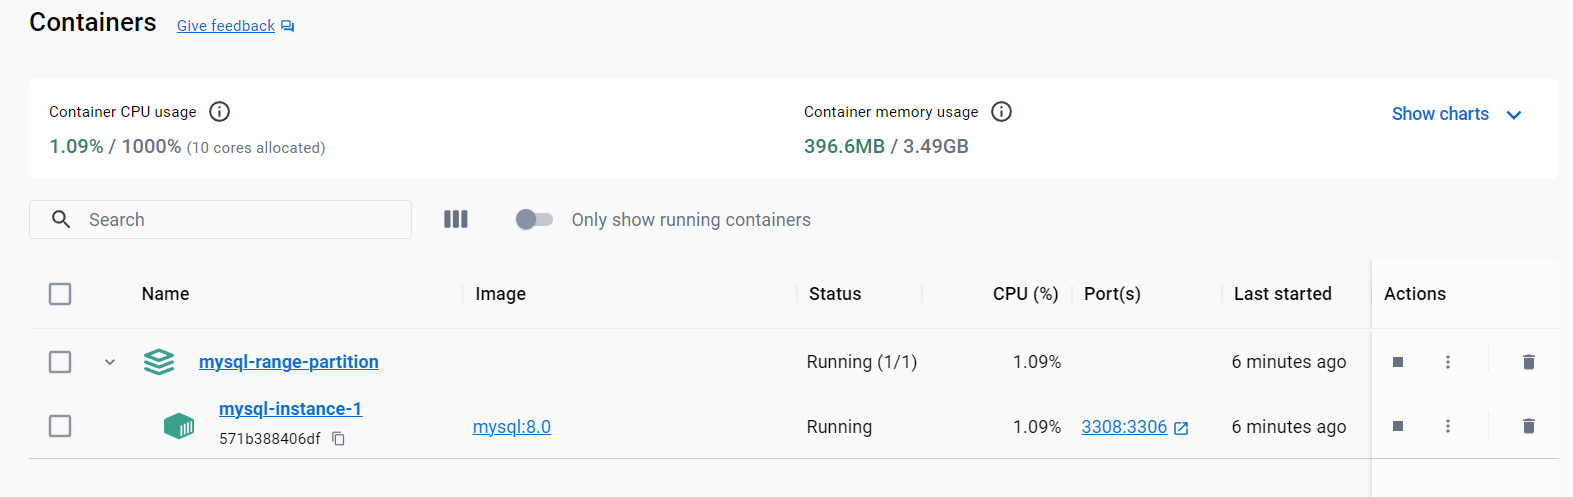 Containers Give feedback
Container CPU usage
1.09% / 1000% (10 cores allocated)
Container memory usage
396.6MB / 3.49GB
Show charts
Search
Only show running containers
Name Image Status CPU (%) Port(s) Last started Actions
mysql-range-partition Running (1/1) 1.09% 6 minutes ago
mysql-instance-1
571b388406df
mysql:8.0 Running 1.09% 3308:3306 6 minutes ago